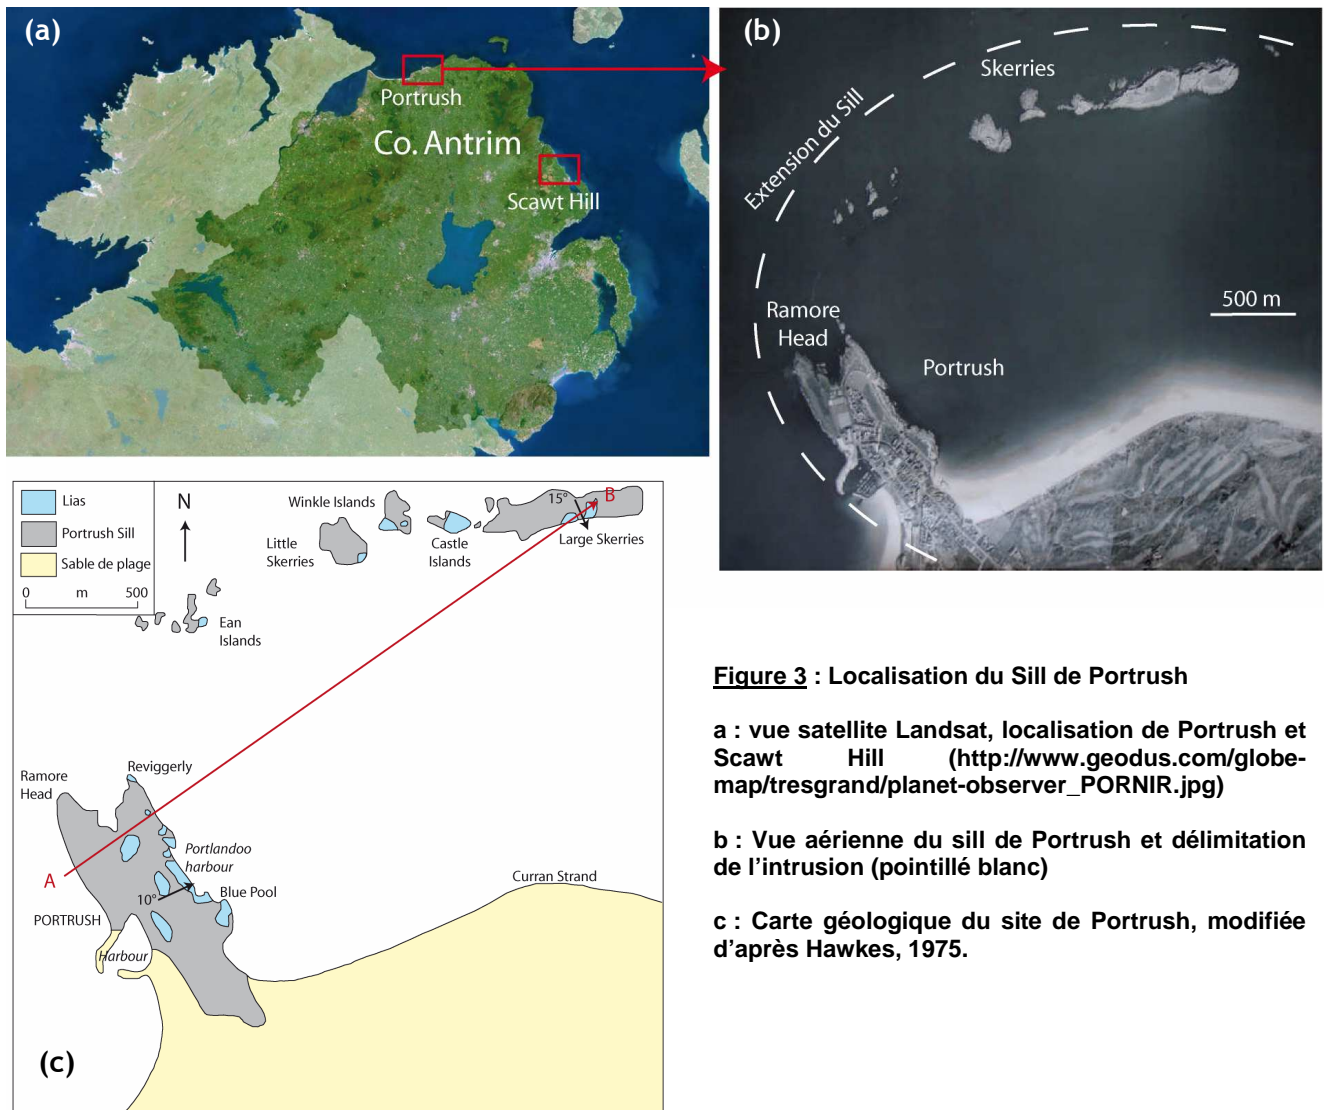 (a)
Portrush
Co. Antrim
Scawt Hill
(b)
Skerries
Extension du Sill
500 m
Ramore
Head
Portrush
Lias
Portrush Sill
Sable de plage
0 m 500
N
Winkle Islands
15°
B
Little
Skerries
Castle
Islands
Large Skerries
Ean
Islands
Reviggerly
Ramore
Head
Portlandoo
harbour
A
10°
Blue Pool
Curran Strand
PORTRUSH
Harbour
(c)
Figure 3 : Localisation du Sill de Portrush
a : vue satellite Landsat, localisation de Portrush et
Scawt Hill (http://www.geodus.com/globe-
map/tresgrand/planet-observer_PORNIR.jpg)
b : Vue aérienne du sill de Portrush et délimitation
de l'intrusion (pointillé blanc)
c : Carte géologique du site de Portrush, modifiée
d'après Hawkes, 1975.